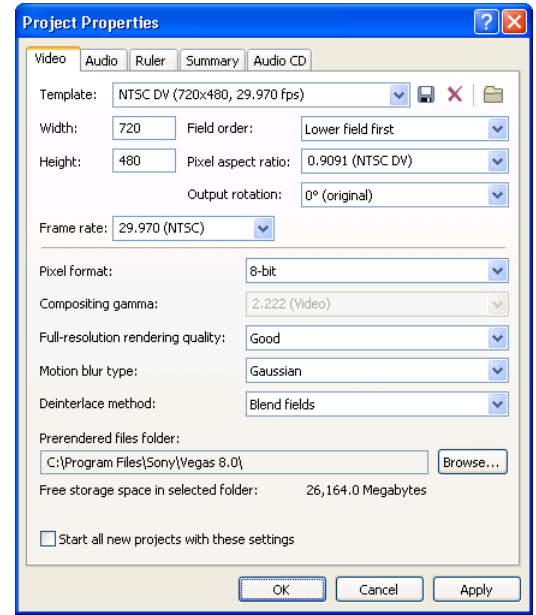 Project Properties
Video Audio Ruler Summary Audio CD
Template: NTSC DV (720x480, 29.970 fps)
Width: 720 Field order: Lower field first
Height: 480 Pixel aspect ratio: 0.9091 (NTSC DV)
Output rotation: 0° (original)
Frame rate: 29.970 (NTSC)
Pixel format: 8-bit
Compositing gamma: 2.222 (Video)
Full-resolution rendering quality: Good
Motion blur type: Gaussian
Deinterlace method: Blend fields
Prerendered files folder:
C:\Program Files\Sony\Vegas 8.0\ Browse...
Free storage space in selected folder: 26,164.0 Megabytes
Start all new projects with these settings
OK Cancel Apply